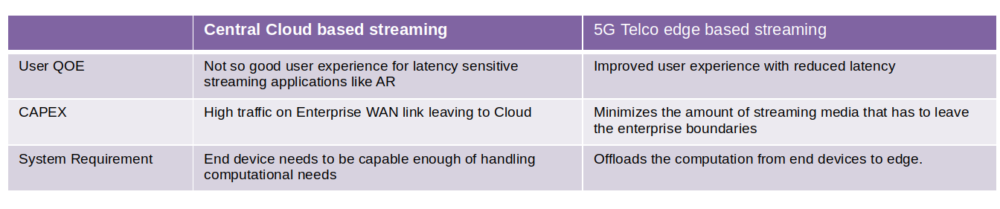 Central Cloud based streaming
5G Telco edge based streaming
User QOE
Not so good user experience for latency sensitive
streaming applications like AR
Improved user experience with reduced latency
CAPEX
High traffic on Enterprise WAN link leaving to Cloud
Minimizes the amount of streaming media that has to leave
the enterprise boundaries
System Requirement
End device needs to be capable enough of handling
computational needs
Offloads the computation from end devices to edge.